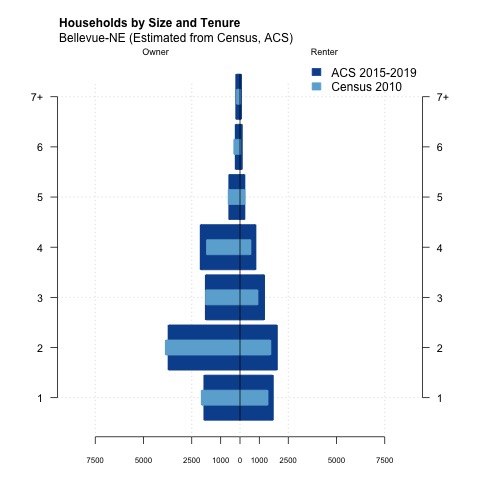 Households by Size and Tenure
Bellevue-NE (Estimated from Census, ACS)
Owner Renter
ACS 2015-2019
Census 2010
7+ 7+
6 6
5 5
4 4
3 3
2 2
1 1
7500 5000 2500 1000 0 1000 2500 5000 7500